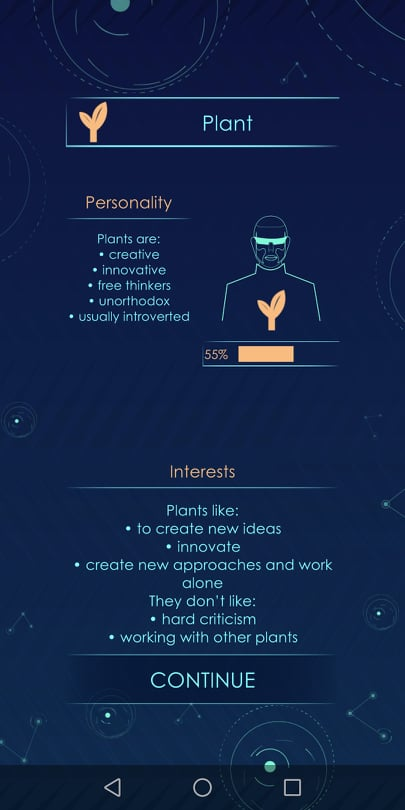 Plant
Personality
Plants are:
• creative
• innovative
• free thinkers
• unorthodox
• usually introverted
55%
Interests
Plants like:
• to create new ideas
• innovate
• create new approaches and work
alone
They don't like:
• hard criticism
• working with other plants
CONTINUE